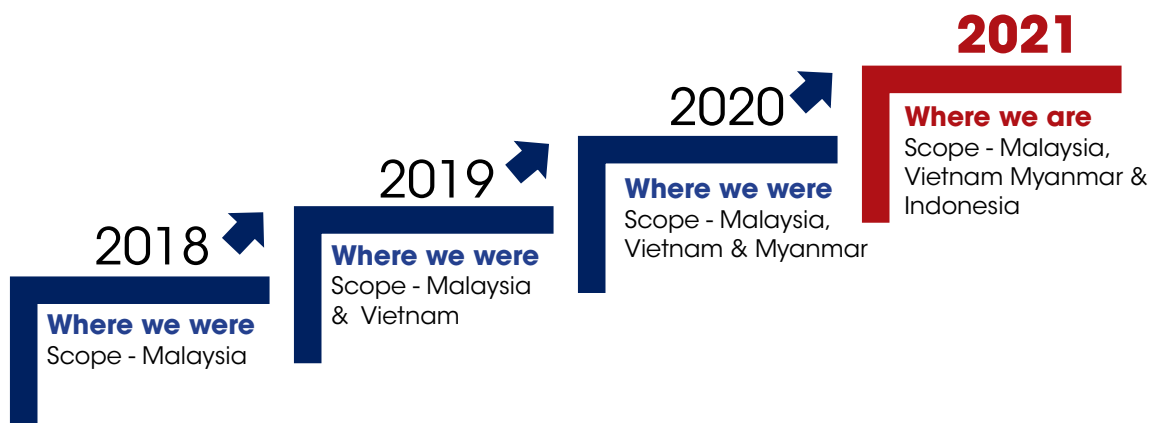 2018
Where we were
Scope - Malaysia
2019
Where we were
Scope - Malaysia
& Vietnam
2020
Where we were
Scope - Malaysia,
Vietnam & Myanmar
2021
Where we are
Scope - Malaysia,
Vietnam Myanmar &
Indonesia